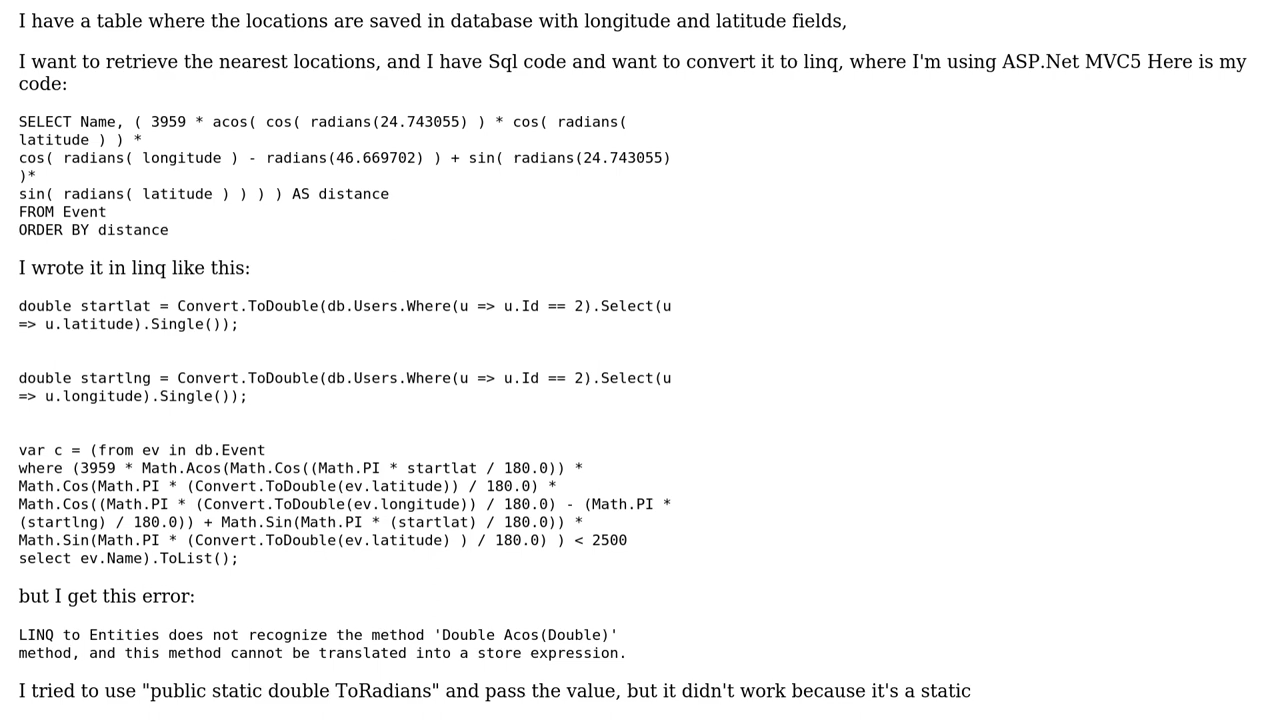 I have a table where the locations are saved in database with longitude and latitude fields,
I want to retrieve the nearest locations, and I have Sql code and want to convert it to linq, where I'm using ASP.Net MVC5 Here is my
code:
SELECT Name, ( 3959 * acos( cos( radians(24.743055) ) * cos( radians(
latitude ) ) *
cos( radians( longitude ) - radians(46.669702) ) + sin( radians(24.743055)
)*
sin( radians( latitude ) ) ) ) AS distance
FROM Event
ORDER BY distance
I wrote it in linq like this:
double startlat = Convert.ToDouble(db.Users.Where(u => u.Id == 2).Select(u
=> u.latitude).Single());
double startlng = Convert.ToDouble(db.Users.Where(u => u.Id == 2).Select(u
=> u.longitude).Single());
var c = (from ev in db.Event
where (3959 * Math.Acos(Math.Cos((Math.PI * startlat / 180.0)) *
Math.Cos(Math.PI * (Convert.ToDouble(ev.latitude)) / 180.0) *
Math.Cos((Math.PI * (Convert.ToDouble(ev.longitude)) / 180.0) - (Math.PI *
(startlng) / 180.0)) + Math.Sin(Math.PI * (startlat) / 180.0)) *
Math.Sin(Math.PI * (Convert.ToDouble(ev.latitude) ) / 180.0) ) < 2500
select ev.Name).ToList();
but I get this error:
LINQ to Entities does not recognize the method 'Double Acos(Double)'
method, and this method cannot be translated into a store expression.
I tried to use "public static double ToRadians" and pass the value, but it didn't work because it's a static